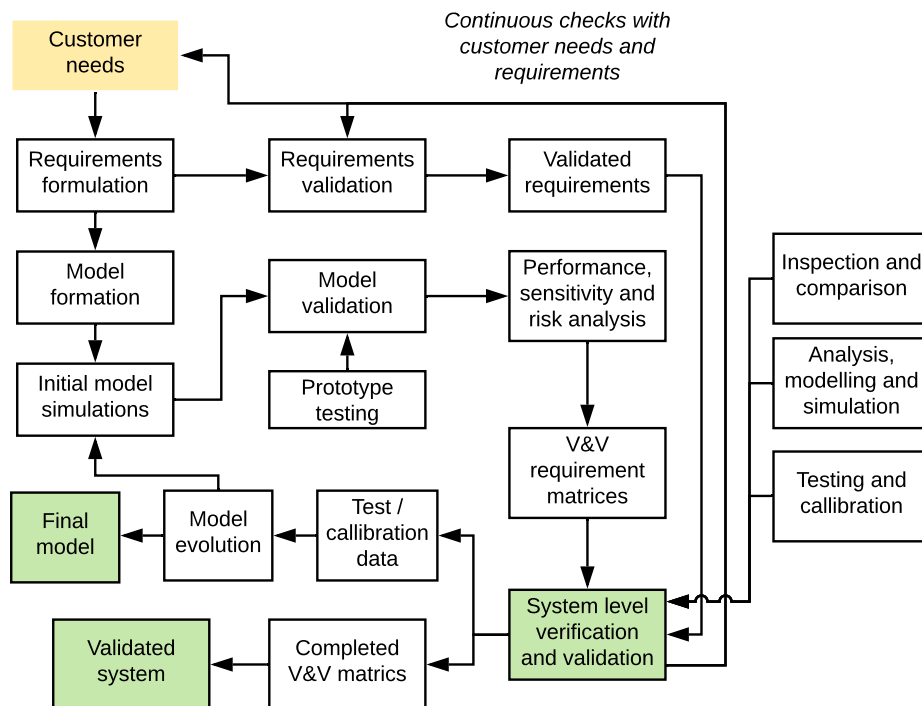 Continuous checks with
customer needs and
requirements
Customer
needs
Requirements
formulation
Requirements
validation
Validated
requirements
Model
formation
Model
validation
Performance,
sensitivity and
risk analysis
Inspection and
comparison
Initial model
simulations
Prototype
testing
Analysis,
modelling and
simulation
V&V
requirement
matrices
Testing and
callibration
Final
model
Model
evolution
Test /
callibration
data
System level
verification
and validation
Validated
system
Completed
V&V matrics